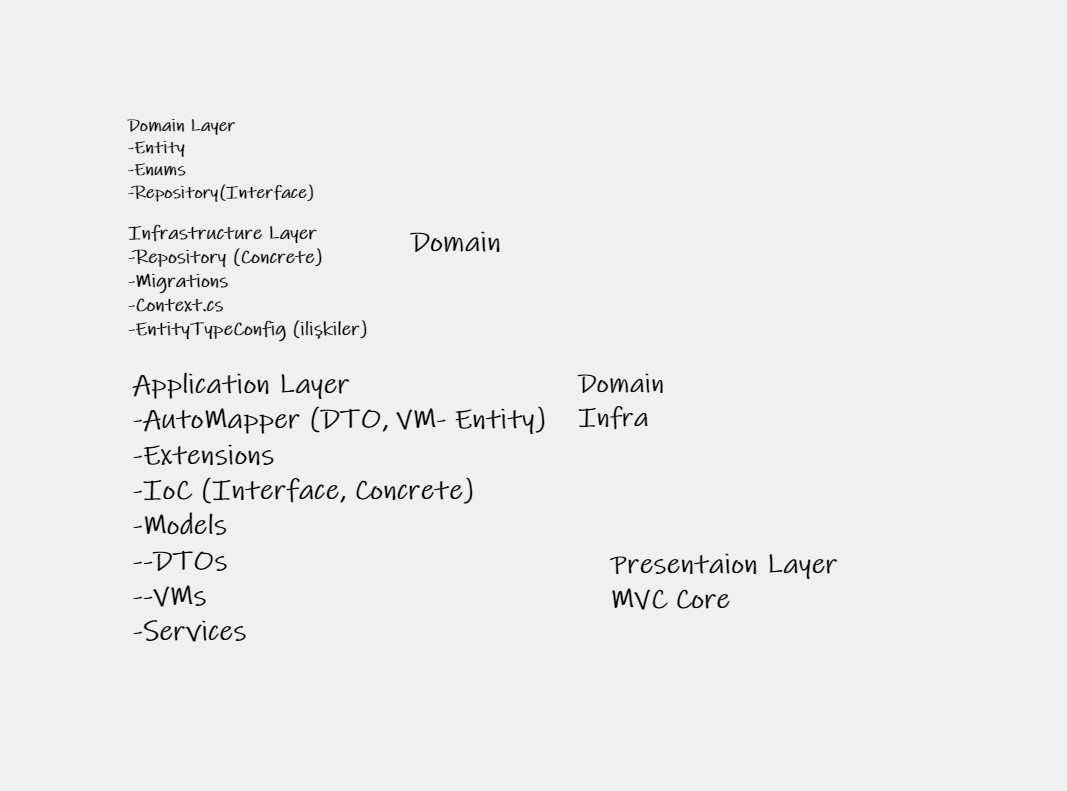 Domain Layer
-Entity
-Enums
-Repository(Interface)
Infrastructure Layer
-Repository (Concrete)
-Migrations
-Context.cs
-EntityTypeConfig (ilişkiler)
Domain
Application Layer
-AutoMapper (DTO, VM- Entity)
-Extensions
-IoC (Interface, Concrete)
-Models
--DTOs
--VMs
-Services
Domain
Infra
Presentaion Layer
MVC Core